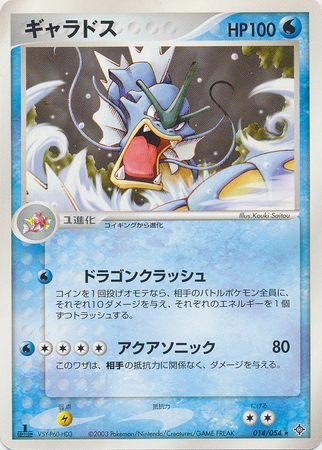 ギャラドス HP100
Illus. Kouki Saitou
1進化 コイキングから進化
ドラゴンクラッシュ
コインを1回投げオモテなら、相手のバトルポケモン全員に、
それぞれ10ダメージを与え、それぞれのエネルギーを1個
ずつトラッシュする。
アクアソニック 80
このワザは、相手の抵抗力に関係なく、ダメージを与える。
弱点 抵抗力 にげる
1 V5Y-P60-HD3 ©2003 Pokémon/Nintendo/Creatures/GAME FREAK 014/054 ★